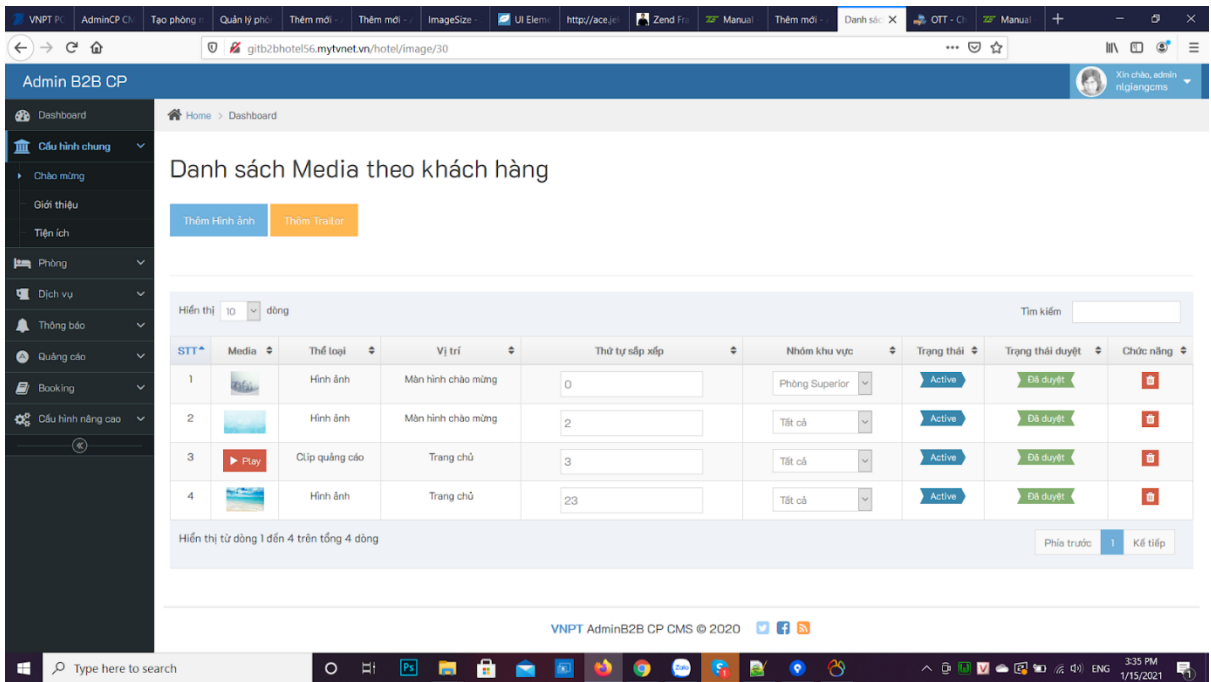 VNPT PC AdminCP CM Tạo phòng n Quản lý phò Thêm mới - Thêm mới - ImageSize - UI Eleme http://ace.je Zend Fra Manual Thêm mới - Danh sác OTT - Ch Manual
gitb2bhotel56.mytvnet.vn/hotel/image/30
Admin B2B CP
Xin chào, admin
nlgiangcms
Dashboard
Home > Dashboard
Cấu hình chung
Chào mừng
Giới thiệu
Tiện ích
Phòng
Dịch vụ
Thông báo
Quảng cáo
Booking
Cấu hình nâng cao
Danh sách Media theo khách hàng
Thêm Hình ảnh Thêm Trailor
Hiển thị 10 dòng
Tìm kiếm
STT Media Thể loại Vị trí Thứ tự sắp xếp Nhóm khu vực Trạng thái Trạng thái duyệt Chức năng
1 Hình ảnh Màn hình chào mừng 0 Phòng Superior Active Đã duyệt
2 Hình ảnh Màn hình chào mừng 2 Tất cả Active Đã duyệt
3 Play Clip quảng cáo Trang chủ 3 Tất cả Active Đã duyệt
4 Hình ảnh Trang chủ 23 Tất cả Active Đã duyệt
Hiển thị từ dòng 1 đến 4 trên tổng 4 dòng
Phía trước 1 Kế tiếp
VNPT AdminB2B CP CMS © 2020
Type here to search
Ps
Zalo
ENG
3:35 PM
1/15/2021